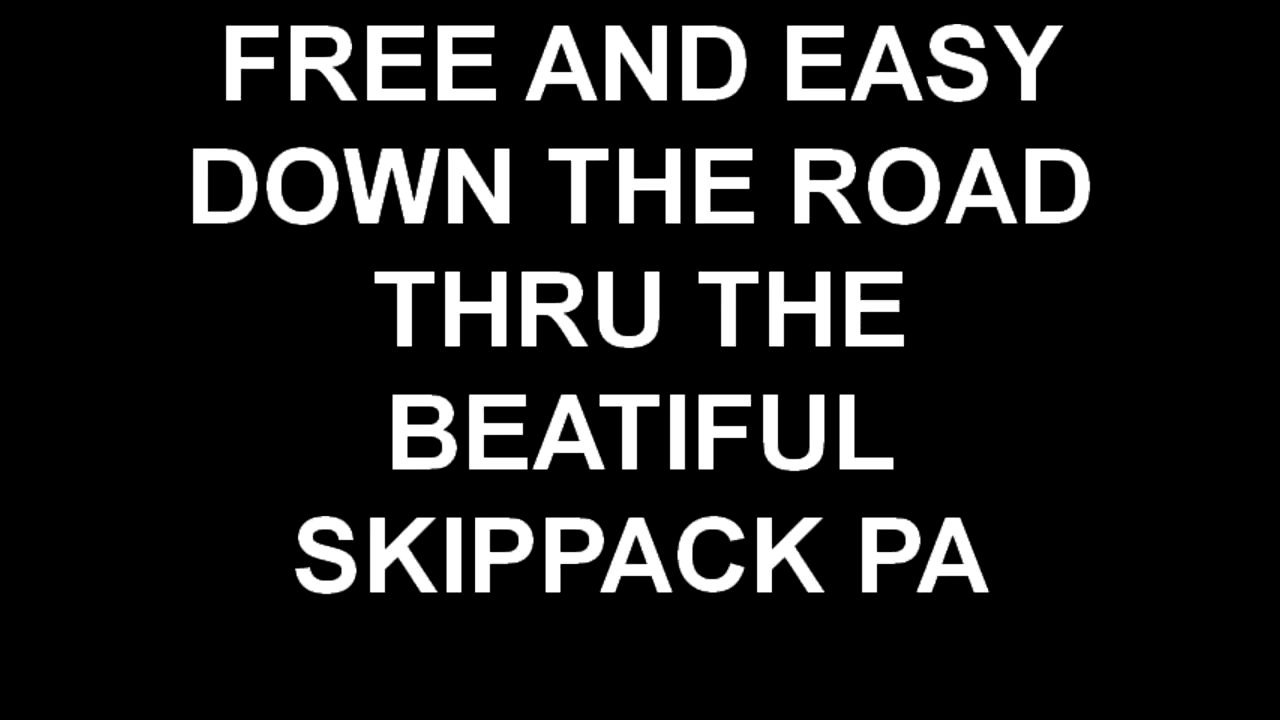 FREE AND EASY
DOWN THE ROAD
THRU THE
BEATIFUL
SKIPPACK PA